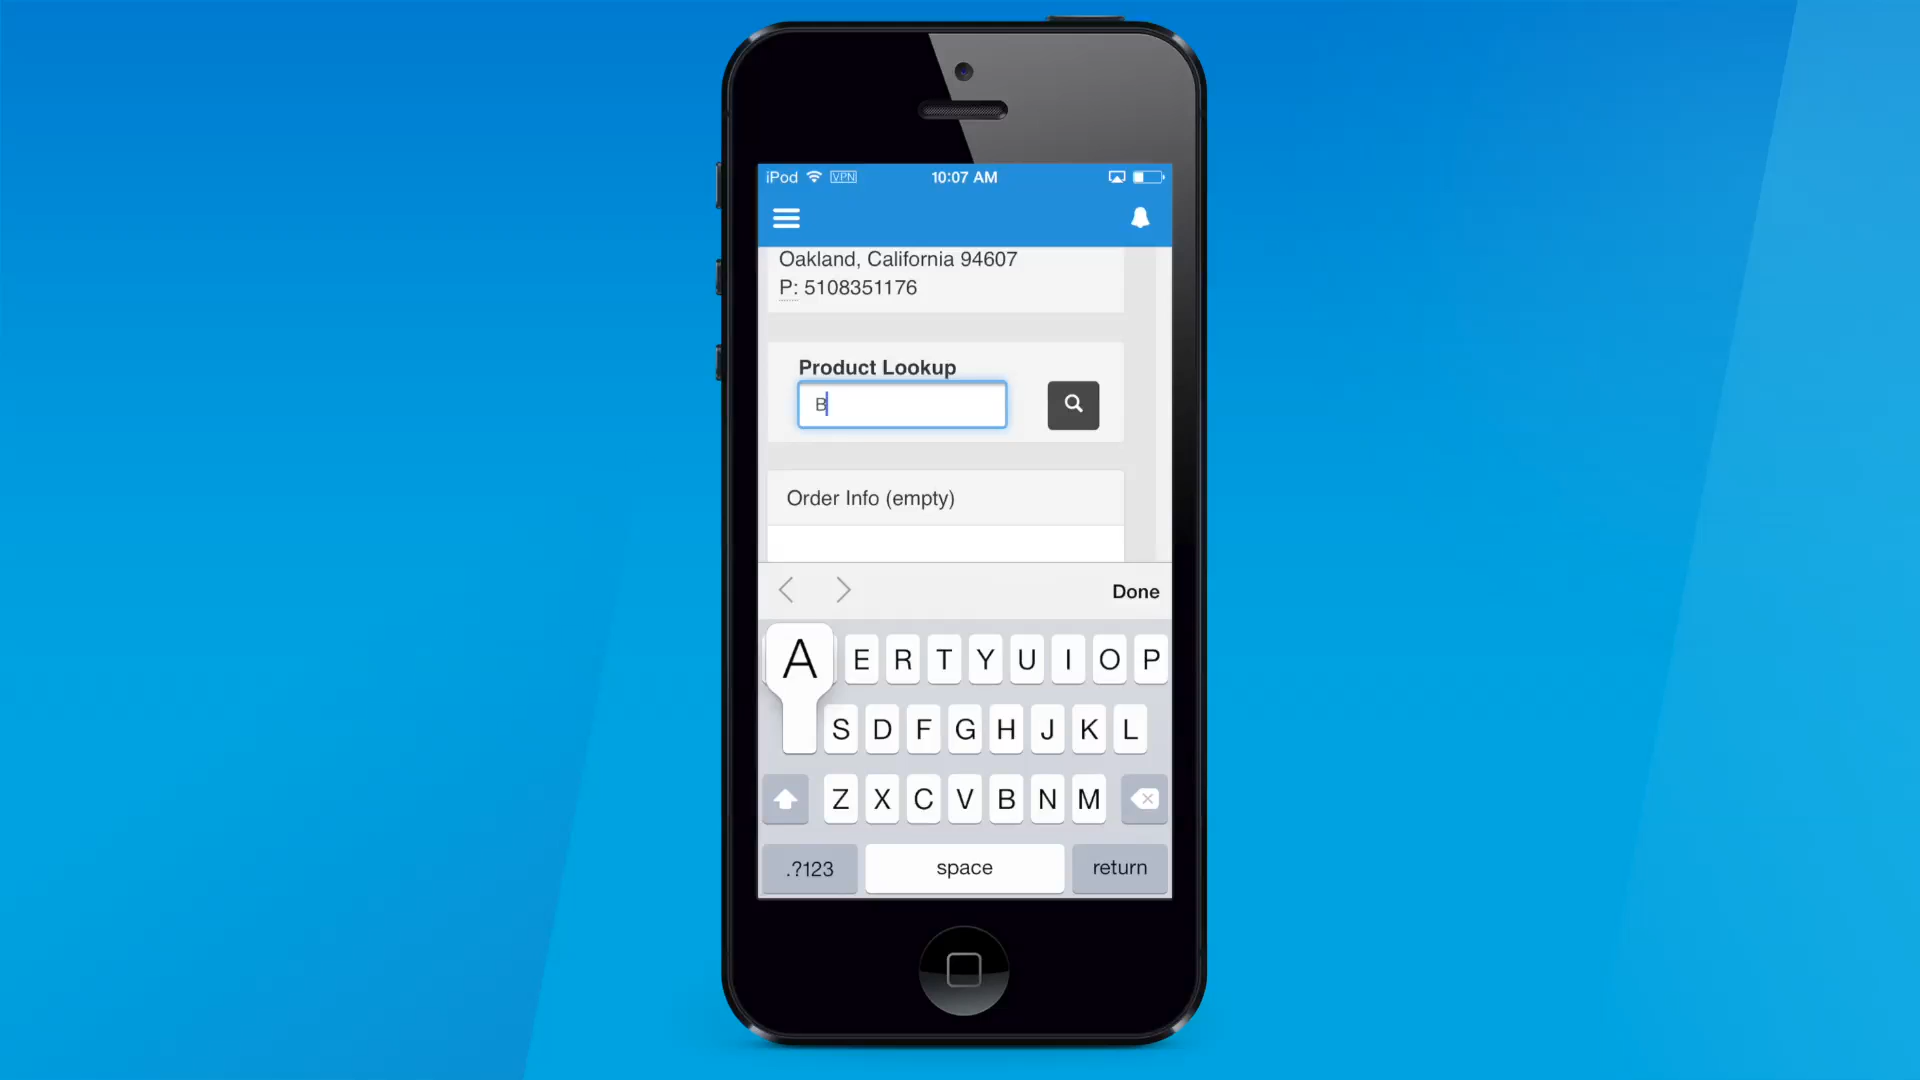 iPod VPN 10:07 AM
Oakland, California 94607
P: 5108351176
Product Lookup
B
Order Info (empty)
Done
A E R T Y U I O P
S D F G H J K L
Z X C V B N M
.?123 space return